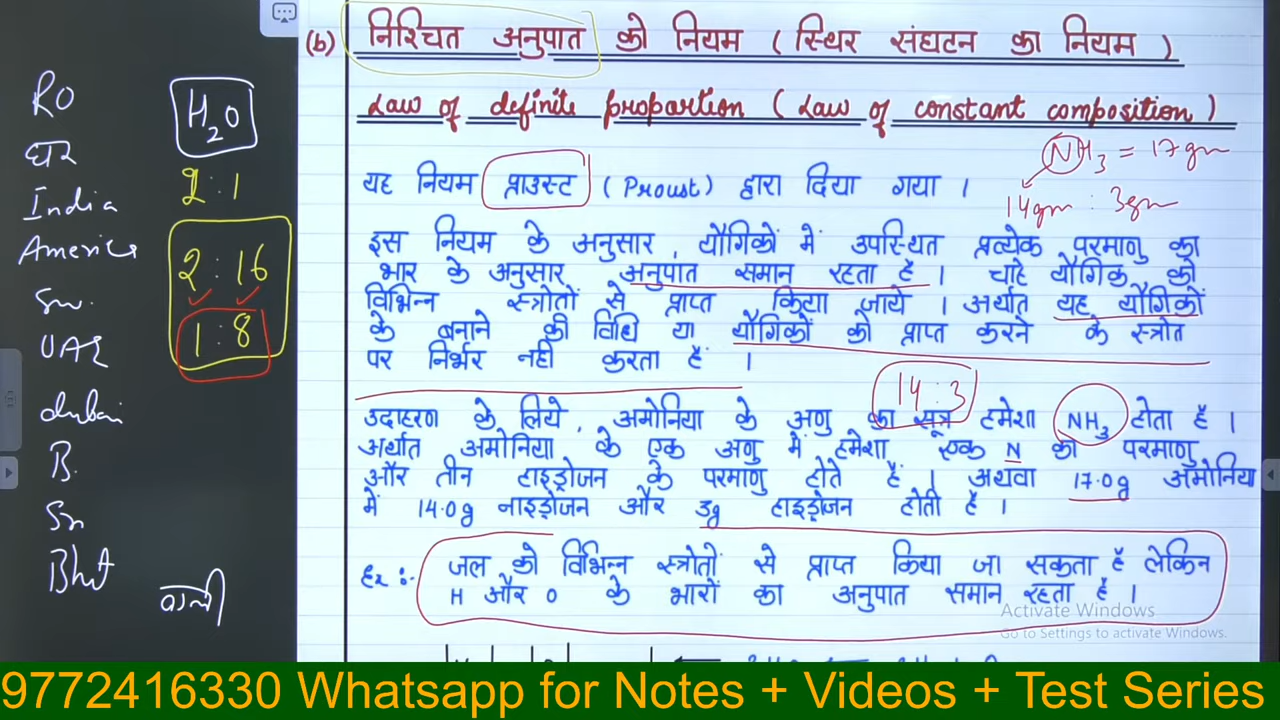 (b) निश्चित अनुपात को नियम ( स्थिर संघटन का नियम )
Law of definite propartion ( Law of constant composition )
NH3 = 17gm
14gm : 3gm
यह नियम प्राउस्ट ( Proust ) द्वारा दिया गया ।
इस नियम के अनुसार , यौगिकों में उपस्थित प्रत्येक परमाणु का
भार के अनुसार अनुपात समान रहता है । चाहे यौगिक को
विभिन्न स्त्रोतों से प्राप्त किया जाये । अर्थात यह यौगिकों
के बनाने की विधि या यौगिकों को प्राप्त करने के स्त्रोत
पर निर्भर नही करता है ।
14 : 3
उदाहरण के लिये , अमोनिया के अणु का सूत्र हमेशा NH3 होता है ।
अर्थात अमोनिया के एक अणु में हमेशा एक N का परमाणु
और तीन हाइड्रोजन के परमाणु होते हैं । अथवा 17.0g अमोनिया
में 14.0g नाइड्रोजन और 3g हाइड्रोजन होती है ।
Ex :- जल को विभिन्न स्त्रोतों से प्राप्त किया जा सकता है लेकिन
H और O के भारों का अनुपात समान रहता है ।
RO
घर
India
America
UAE
dubai
B.
H2O
2 : 1
2 : 16
1 : 8
Activate Windows
Go to Settings to activate Windows.
9772416330 Whatsapp for Notes + Videos + Test Series